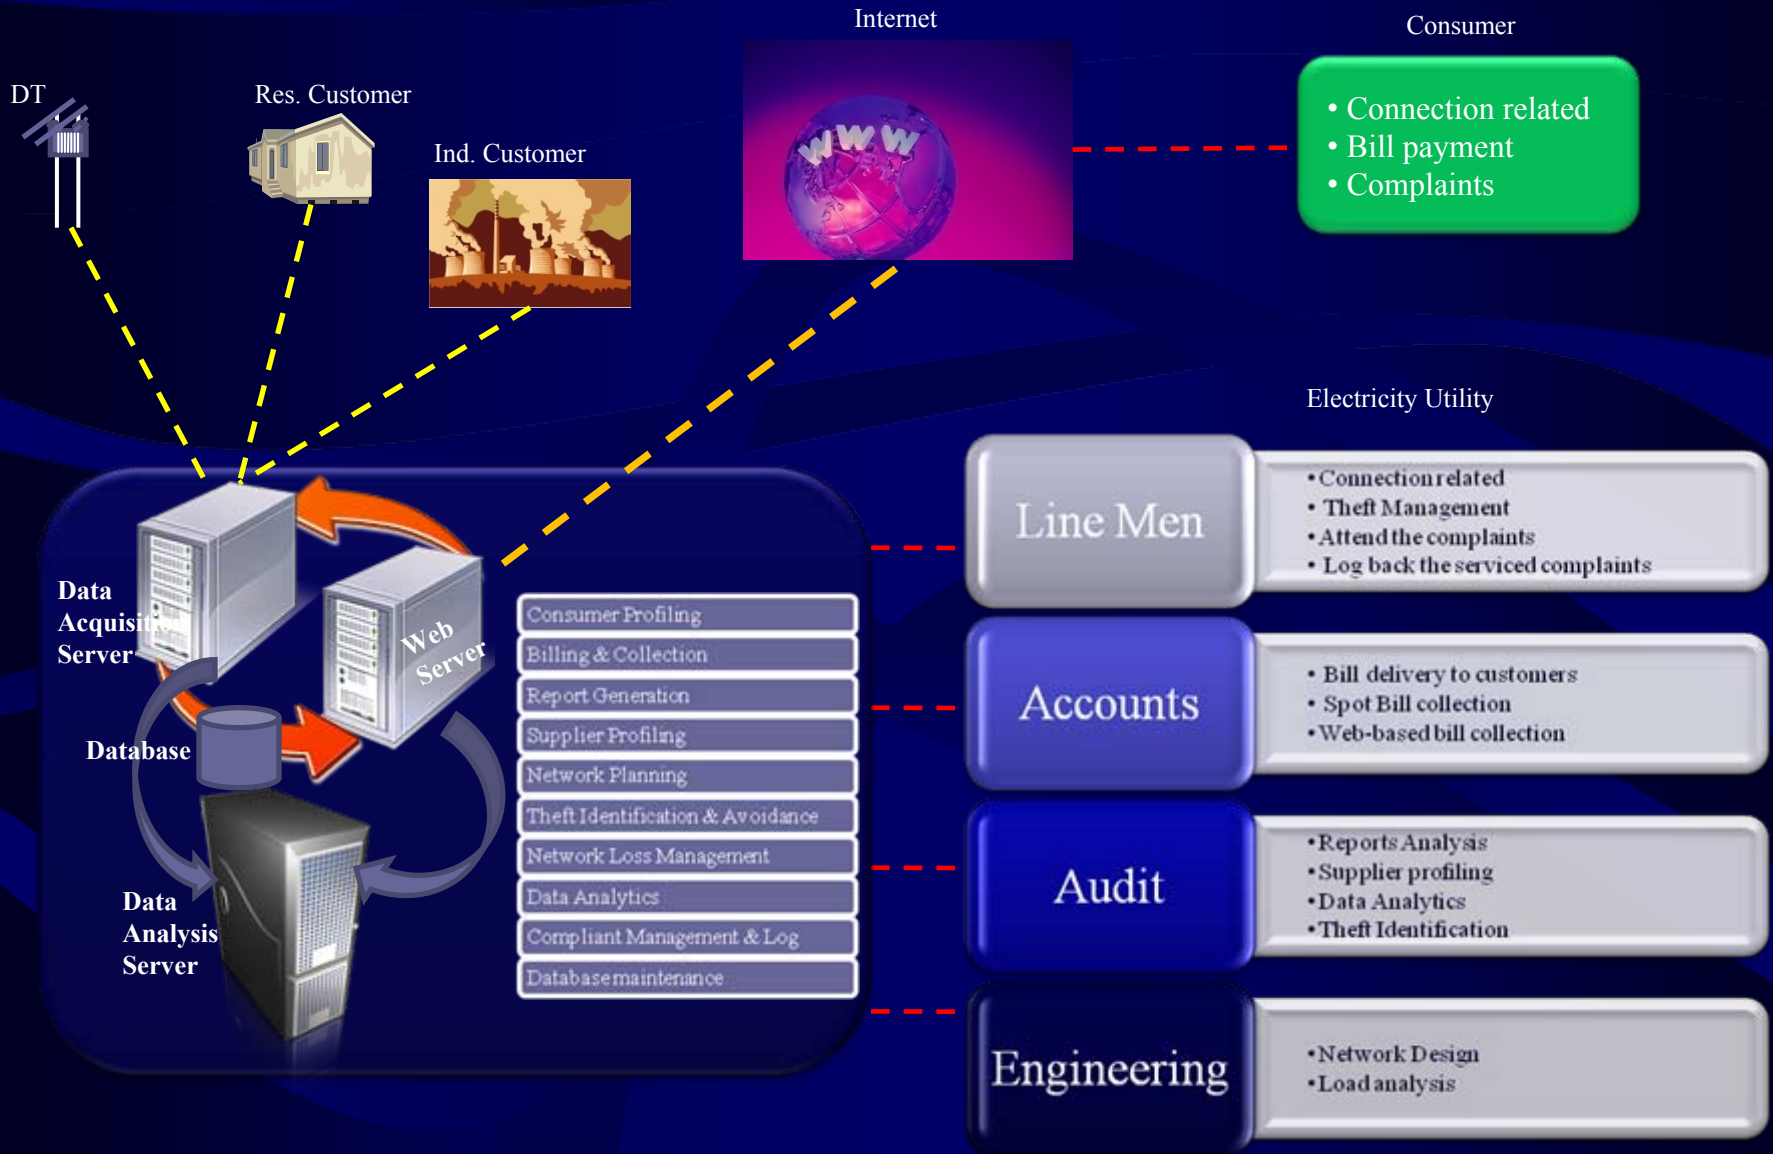 Internet
Consumer
DT
Res. Customer
Ind. Customer
WWW
• Connection related
• Bill payment
• Complaints
Electricity Utility
Data
Acquisition
Server
Web
Server
Database
Data
Analysis
Server
Consumer Profiling
Billing & Collection
Report Generation
Supplier Profiling
Network Planning
Theft Identification & Avoidance
Network Loss Management
Data Analytics
Compliant Management & Log
Database maintenance
Line Men
• Connection related
• Theft Management
• Attend the complaints
• Log back the serviced complaints
Accounts
• Bill delivery to customers
• Spot Bill collection
• Web-based bill collection
Audit
• Reports Analysis
• Supplier profiling
• Data Analytics
• Theft Identification
Engineering
• Network Design
• Load analysis